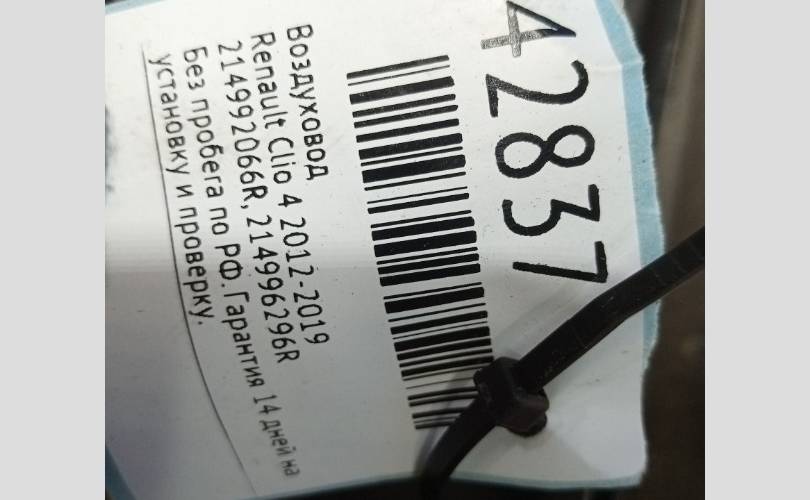 42837
Воздуховод
Renault Clio 4 2012-2019
214992066R, 214996296R
Без пробега по РФ. Гарантия 14 дней на
установку и проверку.